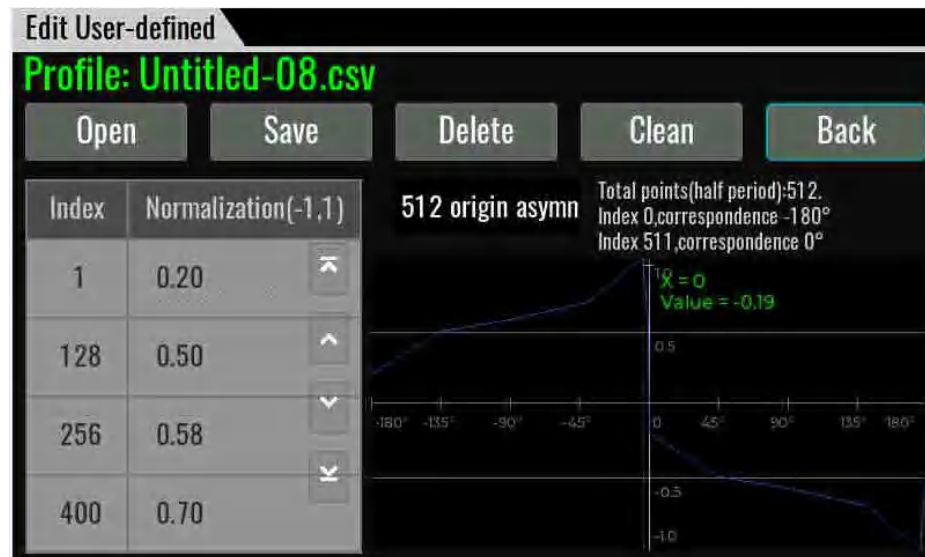 Edit User-defined
Profile: Untitled-08.csv
Open Save Delete Clean Back
Index Normalization(-1,1)
1 0.20
128 0.50
256 0.58
400 0.70
512 origin asymn
Total points(half period):512.
Index 0,correspondence -180°
Index 511,correspondence 0°
1.0
X = 0
Value = -0.19
0.5
-180° -135° -90° -45° 0 45° 90° 135° 180°
-0.5
-1.0